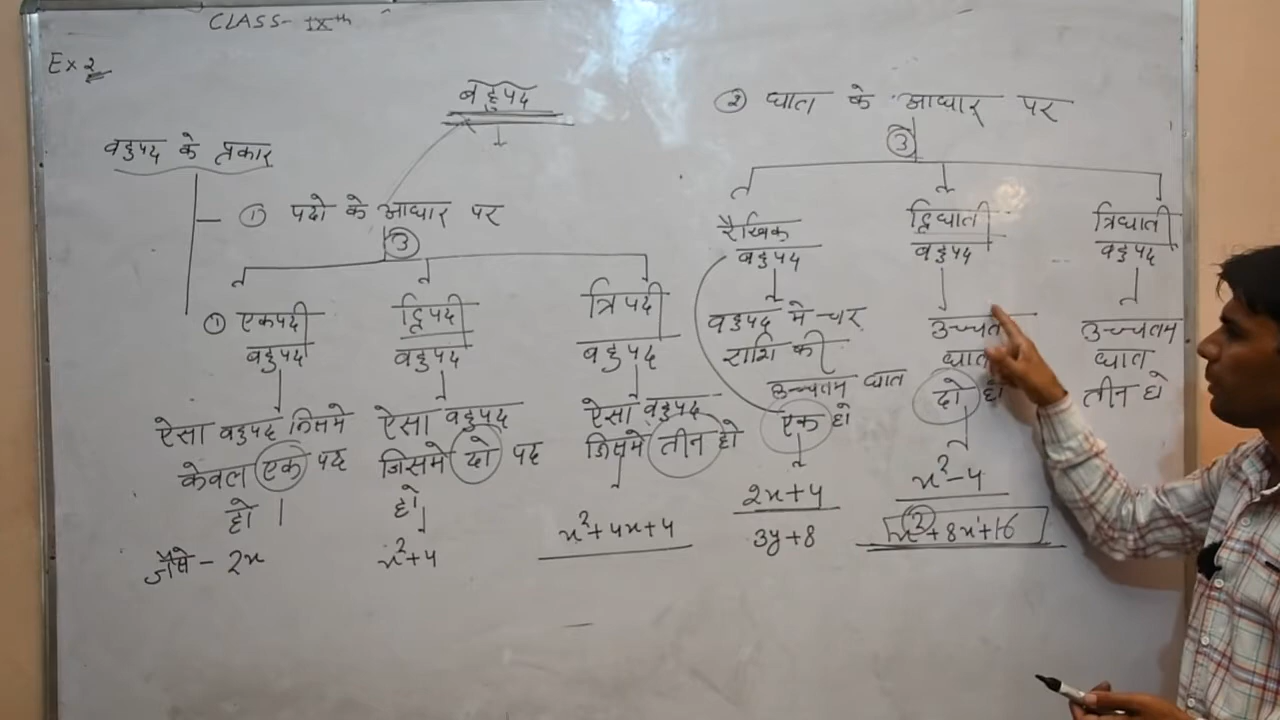 CLASS- IXth
Ex 2
बहुपद
बहुपद के प्रकार
① पदो के आधार पर
③
① एकपदी
बहुपद
ऐसा बहुपद जिसमे
केवल एक पद
हो
जैसे - 2x
द्विपदी
बहुपद
ऐसा बहुपद
जिसमे दो पद
हो
x²+4
त्रिपदी
बहुपद
ऐसा बहुपद
जिसमे तीन हो
x²+4x+4
② घात के आधार पर
③
रैखिक
बहुपद
बहुपद मे चर
राशि की
उच्चतम घात
एक हो
2x+4
3y+8
द्विघाती
बहुपद
घात
दो हो
x²-4
x²+8x¹+16
त्रिघाती
बहुपद
उच्चतम
घात
तीन हो